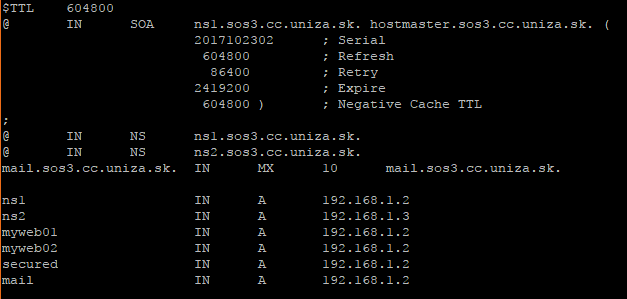 $TTL    604800
@       IN      SOA     ns1.sos3.cc.uniza.sk. hostmaster.sos3.cc.uniza.sk. (
                        2017102302      ; Serial
                         604800         ; Refresh
                          86400         ; Retry
                        2419200         ; Expire
                         604800 )       ; Negative Cache TTL
;
@       IN      NS      ns1.sos3.cc.uniza.sk.
@       IN      NS      ns2.sos3.cc.uniza.sk.
mail.sos3.cc.uniza.sk.  IN      MX      10      mail.sos3.cc.uniza.sk.
ns1                     IN      A       192.168.1.2
ns2                     IN      A       192.168.1.3
myweb01                 IN      A       192.168.1.2
myweb02                 IN      A       192.168.1.2
secured                 IN      A       192.168.1.2
mail                    IN      A       192.168.1.2